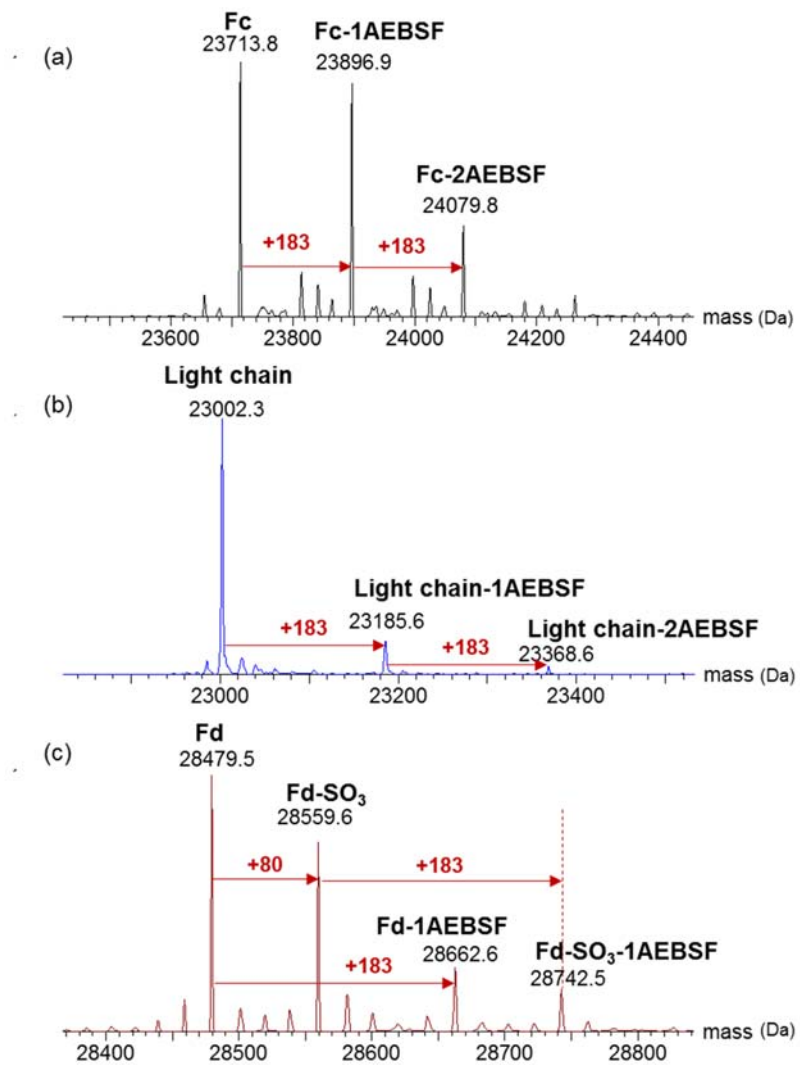 (a)
Fc
23713.8
Fc-1AEBSF
23896.9
Fc-2AEBSF
24079.8
+183
+183
23600
23800
24000
24200
24400
mass (Da)
(b)
Light chain
23002.3
Light chain-1AEBSF
23185.6
Light chain-2AEBSF
23368.6
+183
+183
23000
23200
23400
mass (Da)
(c)
Fd
28479.5
Fd-SO₃
28559.6
+80
+183
Fd-1AEBSF
28662.6
Fd-SO₃-1AEBSF
28742.5
+183
28400
28500
28600
28700
28800
mass (Da)